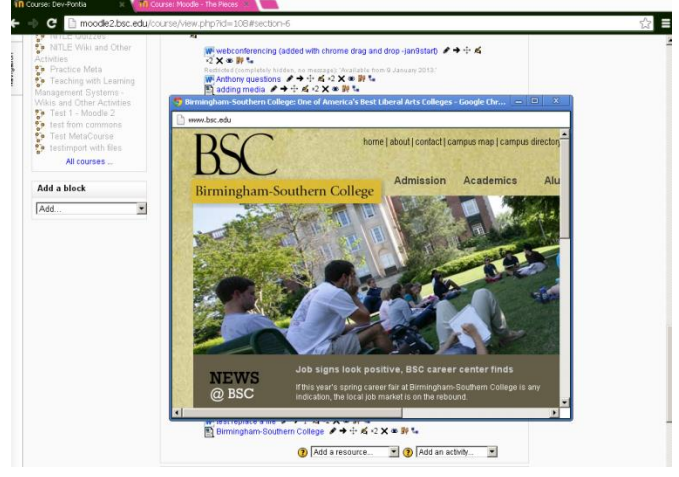 Course: Dev-Pontia
Course: Moodle - The Pieces
moodle2.bsc.edu/course/view.php?id=108#section-6
NITLE Quizzes
NITLE Wiki and Other
Activities
Practice Meta
Teaching with Learning
Management Systems -
Wikis and Other Activities
Test 1 - Moodle 2
test from commons
Test MetaCourse
testimport with files
All courses ...
Add a block
Add...
webconferencing (added with chrome drag and drop -jan9start)
Restricted (completely hidden, no message): 'Available from 9 January 2013.'
Anthony questions
adding media
Birmingham-Southern College: One of America's Best Liberal Arts Colleges - Google Chr...
www.bsc.edu
home | about | contact | campus map | campus directory
BSC
Birmingham-Southern College
Admission Academics Alu
NEWS
@ BSC
Job signs look positive, BSC career center finds
If this year's spring career fair at Birmingham-Southern College is any
indication, the local job market is on the rebound.
test replace a file
Birmingham-Southern College
Add a resource...
Add an activity...